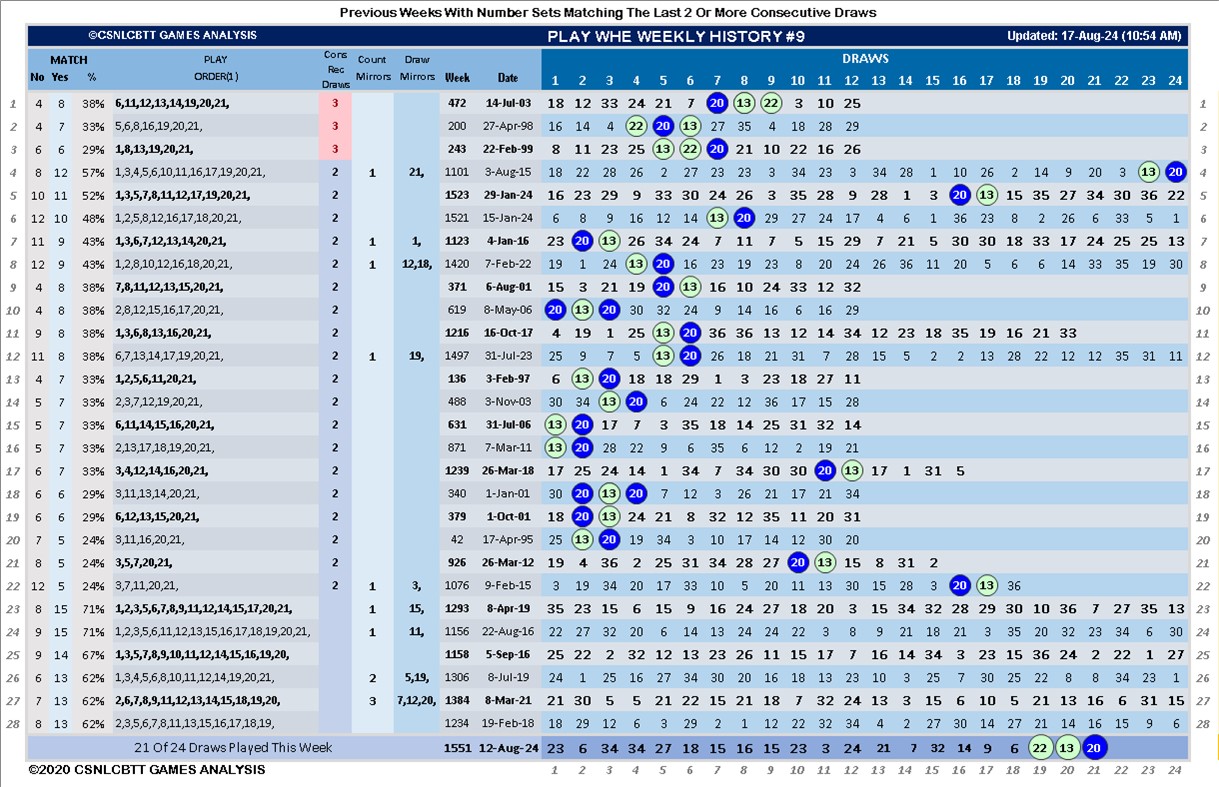 Previous Weeks With Number Sets Matching The Last 2 Or More Consecutive Draws
©CSNLCBTT GAMES ANALYSIS PLAY WHE WEEKLY HISTORY #9 Updated: 17-Aug-24 (10:54 AM)
MATCH PLAY Cons Count Draw DRAWS
No Yes % ORDER(1) Rec Draws Mirrors Mirrors Week Date 1 2 3 4 5 6 7 8 9 10 11 12 13 14 15 16 17 18 19 20 21 22 23 24
1 4 8 38% 6,11,12,13,14,19,20,21, 3 472 14-Jul-03 18 12 33 24 21 7 20 13 22 3 10 25 1
2 4 7 33% 5,6,8,16,19,20,21, 3 200 27-Apr-98 16 14 4 22 20 13 27 35 4 18 28 29 2
3 6 6 29% 1,8,13,19,20,21, 3 243 22-Feb-99 8 11 23 25 13 22 20 21 10 22 16 26 3
4 8 12 57% 1,3,4,5,6,10,11,16,17,19,20,21, 2 1 21, 1101 3-Aug-15 18 22 28 26 2 27 23 23 3 34 2 3 34 28 1 10 26 2 14 9 20 3 13 20 4
5 10 11 52% 1,3,5,7,8,11,12,17,19,20,21, 2 1523 29-Jan-24 16 23 29 9 33 30 24 26 3 35 28 9 28 1 3 20 13 15 35 27 34 30 36 22 5
6 12 10 48% 1,2,5,8,12,16,17,18,20,21, 2 1521 15-Jan-24 6 8 9 16 12 14 13 20 29 27 24 17 4 6 1 36 23 8 2 26 6 33 5 1 6
7 11 9 43% 1,3,6,7,12,13,14,20,21, 2 1 1, 1123 4-Jan-16 23 20 13 26 34 24 7 11 7 5 15 29 7 21 5 30 30 18 33 17 24 25 25 13 7
8 12 9 43% 1,2,8,10,12,16,18,20,21, 2 1 12,18, 1420 7-Feb-22 19 1 24 13 20 16 23 19 23 8 20 24 26 36 11 20 5 6 6 14 33 35 19 30 8
9 4 8 38% 7,8,11,12,13,15,20,21, 2 371 6-Aug-01 15 3 21 19 20 13 16 10 24 33 12 32 9
10 4 8 38% 2,8,12,15,16,17,20,21, 2 619 8-May-06 20 13 20 30 32 24 9 14 16 6 16 29 10
11 9 8 38% 1,3,6,8,13,16,20,21, 2 1216 16-Oct-17 4 19 1 25 13 20 36 36 13 12 14 34 12 23 18 35 19 16 21 33 11
12 11 8 38% 6,7,13,14,17,19,20,21, 2 1 19, 1497 31-Jul-23 25 9 7 5 13 20 26 18 21 31 7 28 15 5 2 2 13 28 22 12 12 35 31 11 12
13 4 7 33% 1,2,5,6,11,20,21, 2 136 3-Feb-97 6 13 20 18 18 29 1 3 23 18 27 11 13
14 5 7 33% 2,3,7,12,19,20,21, 2 488 3-Nov-03 30 34 13 20 6 24 22 12 36 17 15 28 14
15 5 7 33% 6,11,14,15,16,20,21, 2 631 31-Jul-06 13 20 17 7 3 35 18 14 25 31 32 14 15
16 5 7 33% 2,13,17,18,19,20,21, 2 871 7-Mar-11 13 20 28 22 9 6 35 6 12 2 19 21 16
17 6 7 33% 3,4,12,14,16,20,21, 2 1239 26-Mar-18 17 25 24 14 1 34 7 34 30 30 20 13 17 1 31 5 17
18 6 6 29% 3,11,13,14,20,21, 2 340 1-Jan-01 30 20 13 20 7 12 3 26 21 17 21 34 18
19 6 6 29% 6,12,13,15,20,21, 2 379 1-Oct-01 18 20 13 24 21 8 32 12 35 11 20 31 19
20 7 5 24% 3,11,16,20,21, 2 42 17-Apr-95 25 13 20 19 34 3 10 17 14 12 30 20 20
21 8 5 24% 3,5,7,20,21, 2 926 26-Mar-12 19 4 36 2 25 31 34 28 27 20 13 15 8 31 2 21
22 12 5 24% 3,7,11,20,21, 2 1 3, 1076 9-Feb-15 3 19 34 20 17 33 10 5 20 11 13 30 15 28 3 20 13 36 22
23 8 15 71% 1,2,3,5,6,7,8,9,11,12,14,15,17,20,21, 1 15, 1293 8-Apr-19 35 23 15 6 15 9 16 24 27 18 20 3 15 34 32 28 29 30 10 36 7 27 35 13 23
24 9 15 71% 1,2,3,5,6,11,12,13,15,16,17,18,19,20,21, 1 11, 1156 22-Aug-16 22 27 32 20 6 14 13 24 24 22 3 8 9 21 18 21 3 35 20 32 23 34 6 30 24
25 9 14 67% 1,3,5,7,8,9,10,11,12,14,15,16,19,20, 1158 5-Sep-16 25 22 2 32 12 13 23 26 11 15 17 7 16 14 34 3 23 15 36 24 2 22 1 27 25
26 6 13 62% 1,3,4,5,6,8,10,11,12,14,19,20,21, 2 5,19, 1306 8-Jul-19 24 1 25 16 27 34 30 20 16 18 15 10 3 25 7 30 25 29 22 8 8 34 23 1 26
27 7 13 62% 2,6,7,8,9,11,12,13,14,15,18,19,20, 3 7,12,20, 1384 8-Mar-21 21 30 5 5 21 22 15 21 18 7 32 24 13 3 15 6 10 5 21 13 16 6 31 15 27
28 8 13 62% 2,3,5,6,7,8,11,13,15,16,17,18,19, 1234 19-Feb-18 18 29 12 6 3 29 2 1 12 22 32 34 4 2 27 30 14 27 21 14 16 15 9 6 28
21 Of 24 Draws Played This Week 1551 12-Aug-24 23 6 34 34 27 18 15 16 15 23 3 24 21 7 32 14 9 6 22 13 20
©2020 CSNLCBTT GAMES ANALYSIS 1 2 3 4 5 6 7 8 9 10 11 12 13 14 15 16 17 18 19 20 21 22 23 24